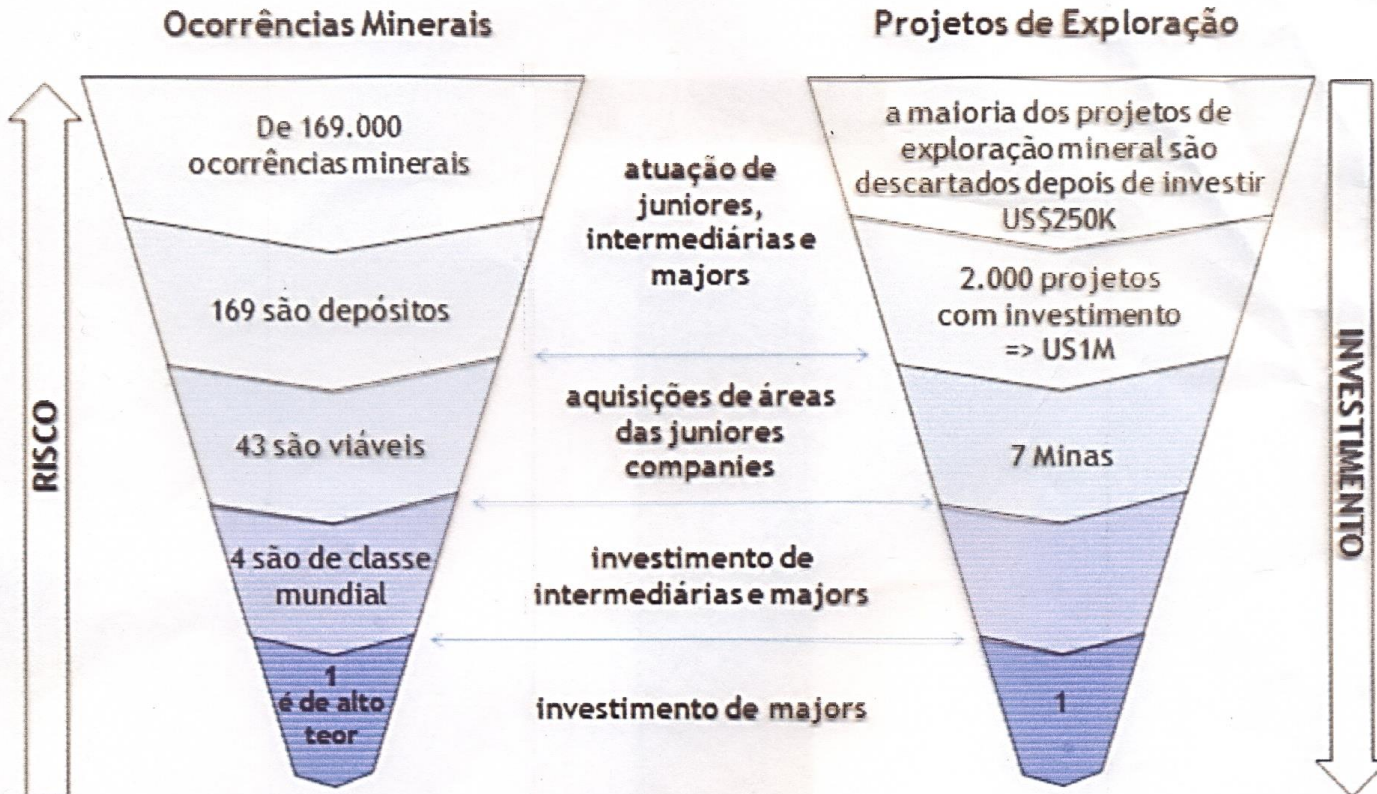 Ocorrências Minerais
Projetos de Exploração
RISCO
De 169.000
ocorrências minerais
169 são depósitos
43 são viáveis
4 são de classe
mundial
1
é de alto
teor
atuação de
juniores,
intermediárias e
majors
aquisições de áreas
das juniores
companies
investimento de
intermediárias e majors
investimento de majors
a maioria dos projetos de
exploração mineral são
descartados depois de investir
US$250K
2.000 projetos
com investimento
=> US1M
7 Minas
1
INVESTIMENTO